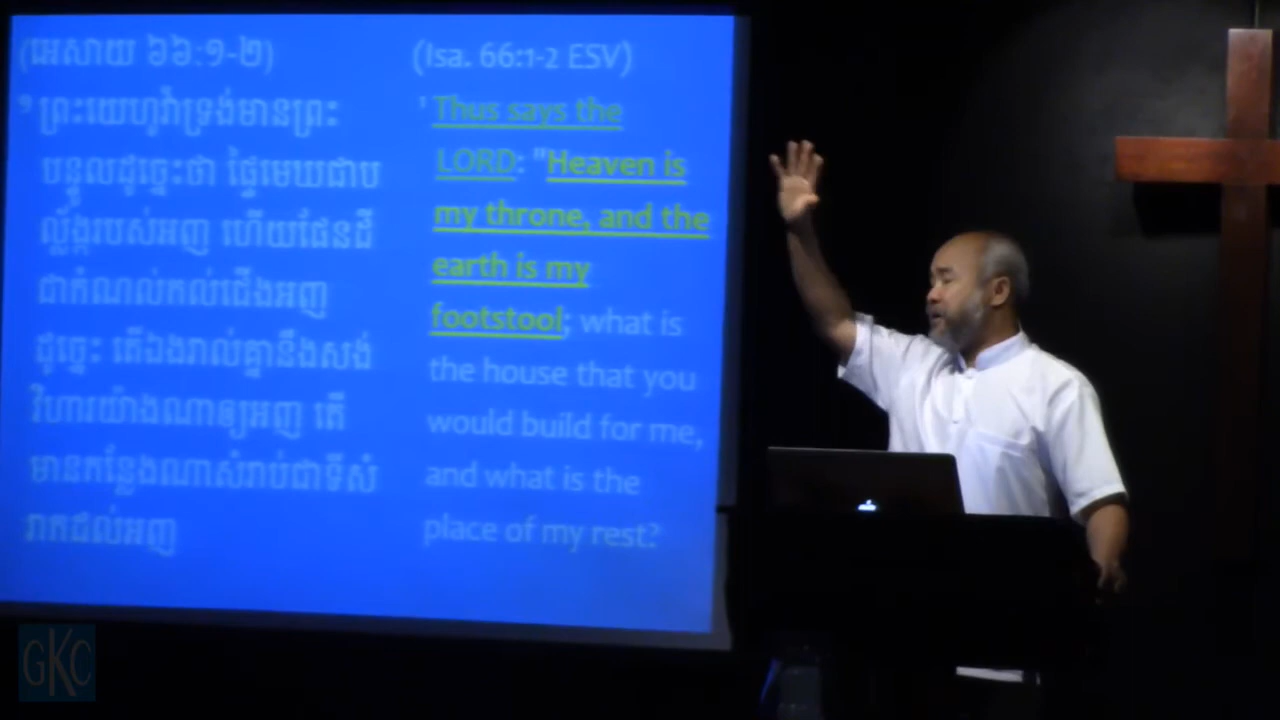 (អេសាយ ៦៦:១-២)
១ ព្រះយេហូវ៉ាទ្រង់មានព្រះ
បន្ទូលដូច្នេះថា ផ្ទៃមេឃជាប
ល្ល័ង្ករបស់អញ ហើយផែនដី
ជាកំណល់កល់ជើងអញ
ដូច្នេះ តើឯងរាល់គ្នានឹងសង់
វិហារយ៉ាងណាឲ្យអញ តើ
មានកន្លែងណាសំរាប់ជាទីសំ
រាកដល់អញ
(Isa. 66:1-2 ESV)
1 Thus says the
LORD: "Heaven is
my throne, and the
earth is my
footstool; what is
the house that you
would build for me,
and what is the
place of my rest?
GKC